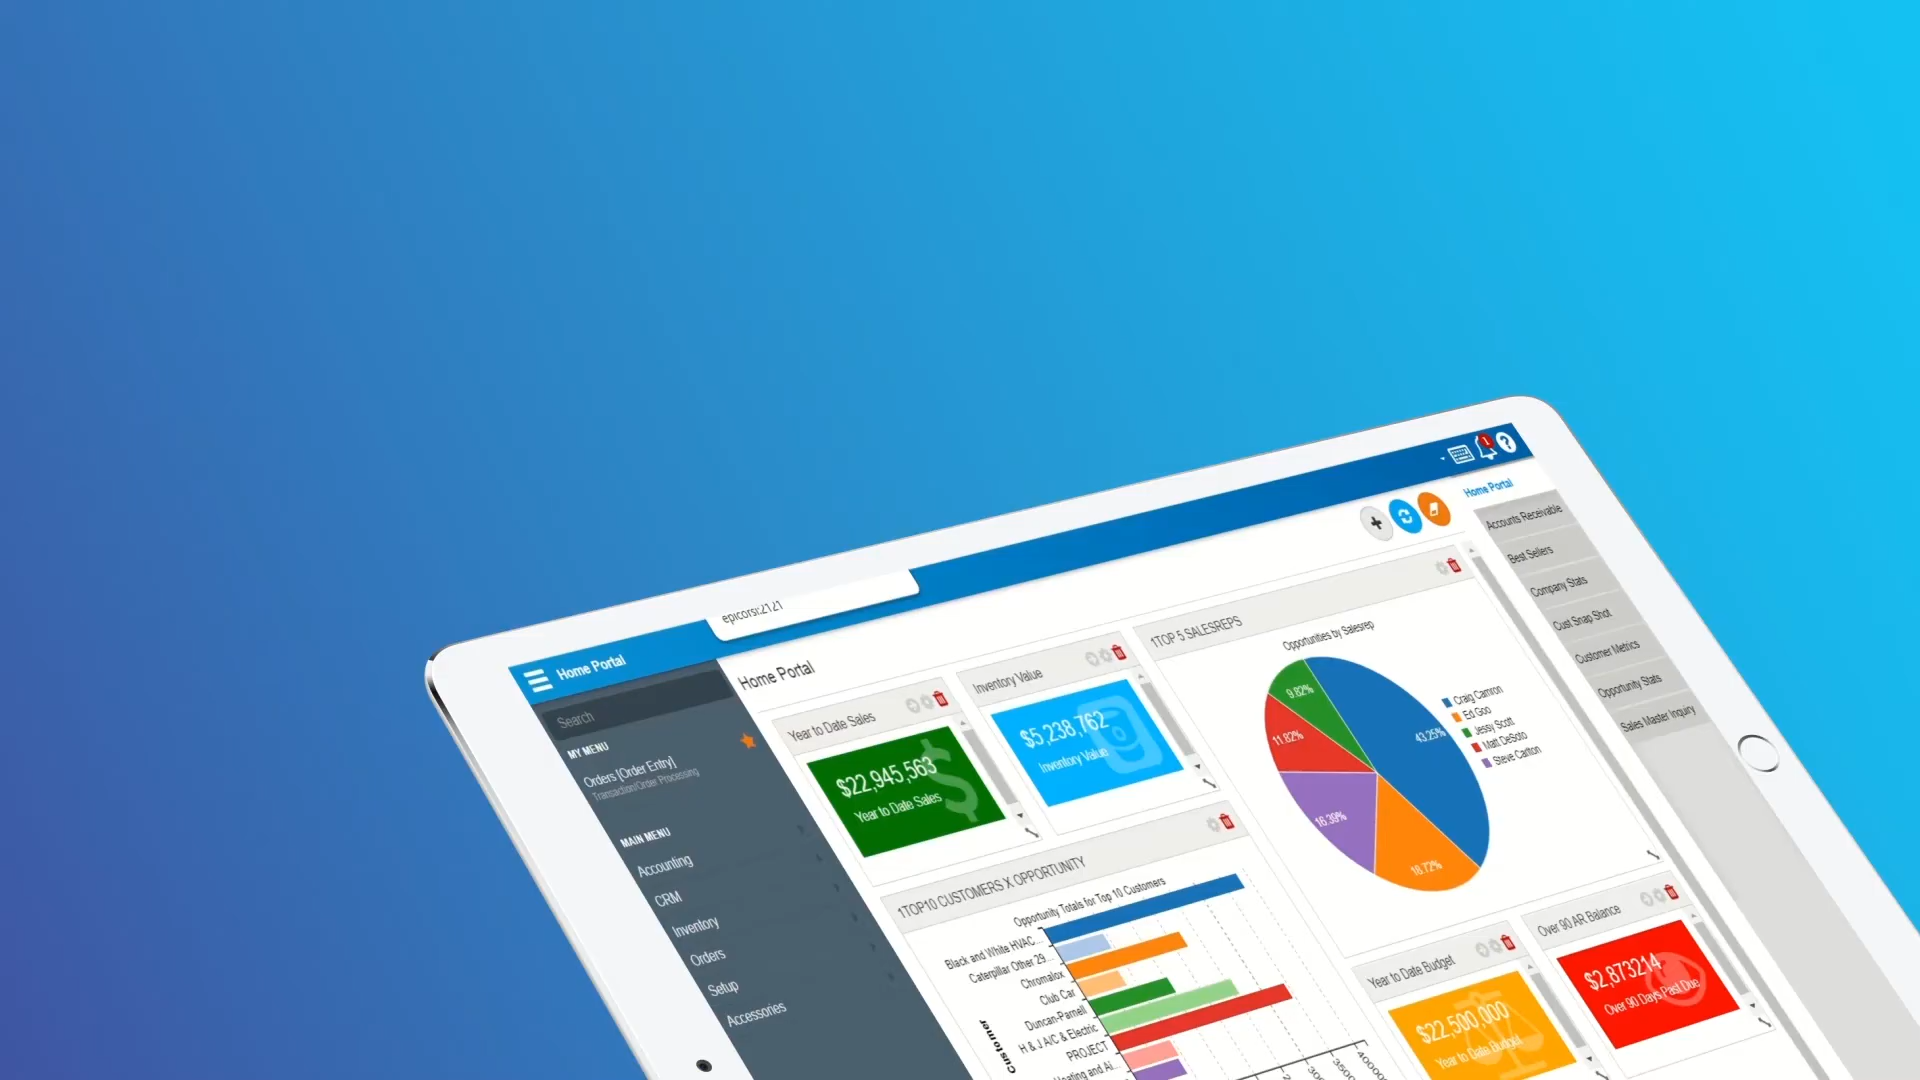 1
?
Home Portal
epicorsi:2121
Home Portal
Search
MY MENU
Orders [Order Entry]
Transaction/Order Processing
MAIN MENU
Accounting
CRM
Inventory
Orders
Setup
Accessories
Home Portal
Year to Date Sales
$22,945,563
Year to Date Sales
Inventory Value
$5,238,762
Inventory Value
1TOP 5 SALESREPS
Opportunities by Salesrep
9.82%
11.82%
16.39%
18.72%
43.25%
Craig Camron
Ed Goo
Jessy Scott
Matt DeSoto
Steve Carlton
1TOP10 CUSTOMERS X OPPORTUNITY
Opportunity Totals for Top 10 Customers
Black and White HVAC...
Caterpillar Other 29...
Chromalox
Club Car
Duncan-Parnell
H & J A/C & Electric
PROJECT
Heating and Ai...
Customer
Year to Date Budget
$22,500,000
Year to Date Budget
Over 90 AR Balance
$2,873214
Over 90 Days Past Due
Accounts Receivable
Best Sellers
Company Stats
Cust Snap Shot
Customer Metrics
Opportunity Stats
Sales Master Inquiry